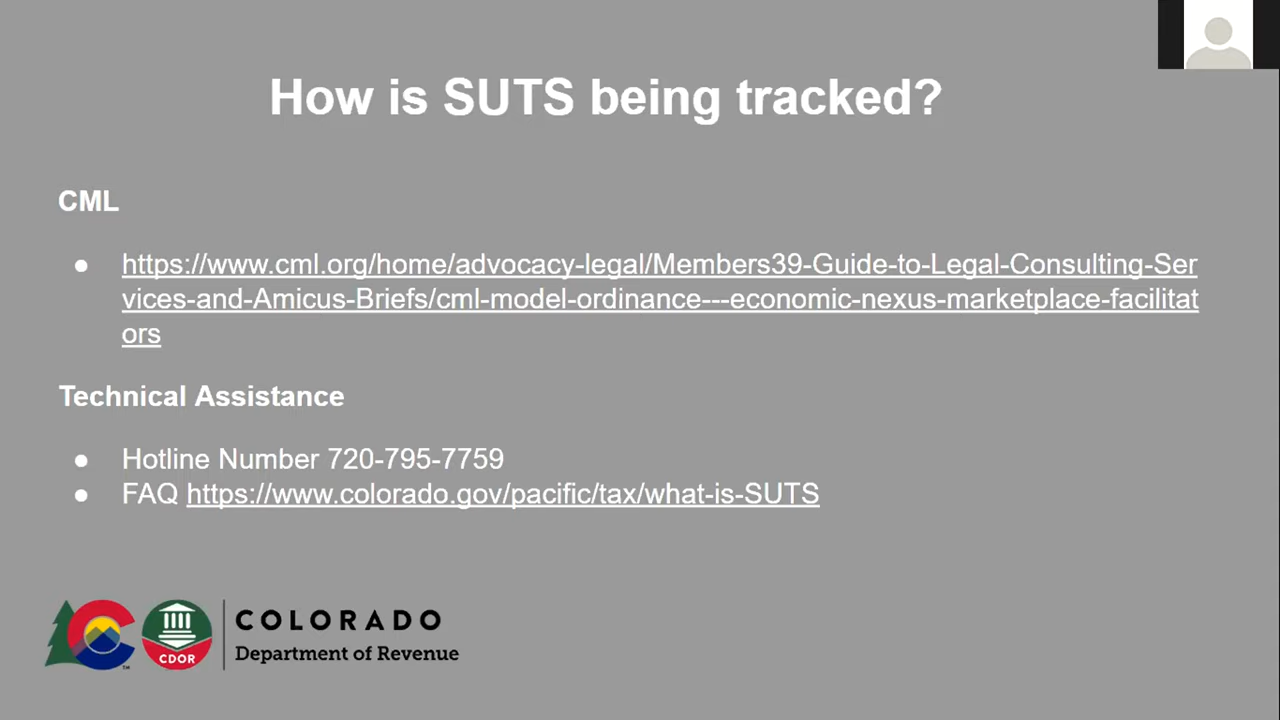 How is SUTS being tracked?
CML
● https://www.cml.org/home/advocacy-legal/Members39-Guide-to-Legal-Consulting-Ser
vices-and-Amicus-Briefs/cml-model-ordinance---economic-nexus-marketplace-facilitat
ors
Technical Assistance
● Hotline Number 720-795-7759
● FAQ https://www.colorado.gov/pacific/tax/what-is-SUTS
COLORADO
Department of Revenue
CDOR
TM